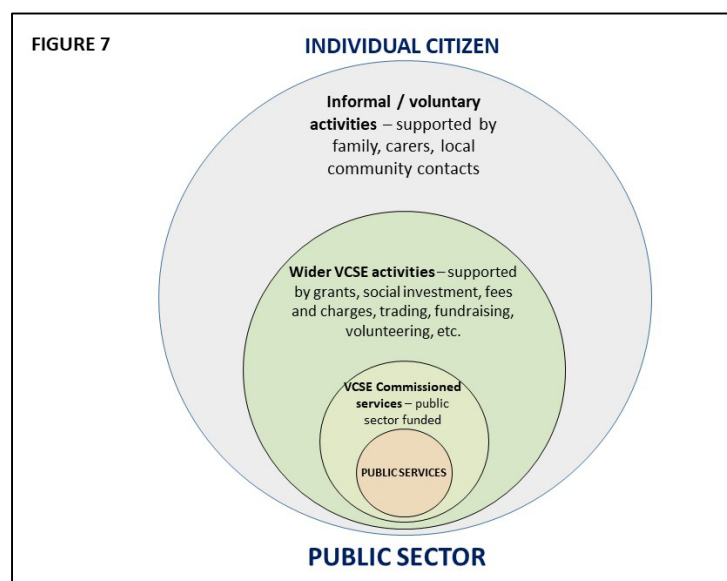 FIGURE 7
INDIVIDUAL CITIZEN
Informal / voluntary
activities – supported by
family, carers, local
community contacts
Wider VCSE activities – supported
by grants, social investment, fees
and charges, trading, fundraising,
volunteering, etc.
VCSE Commissioned
services – public
sector funded
PUBLIC SERVICES
PUBLIC SECTOR